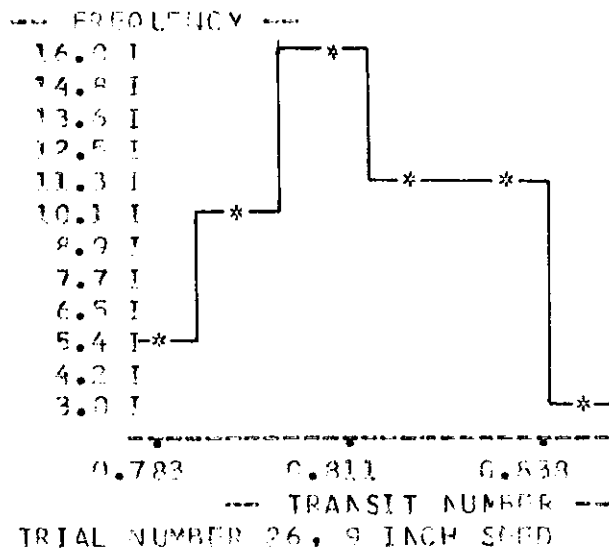 --- FREQUENCY ---
16.0 I
14.8 I
13.6 I
12.5 I
11.3 I
10.1 I
8.9 I
7.7 I
6.5 I
5.4 I
4.2 I
3.0 I
0.783 0.811 0.838
--- TRANSIT NUMBER --
TRIAL NUMBER 26, 9 INCH